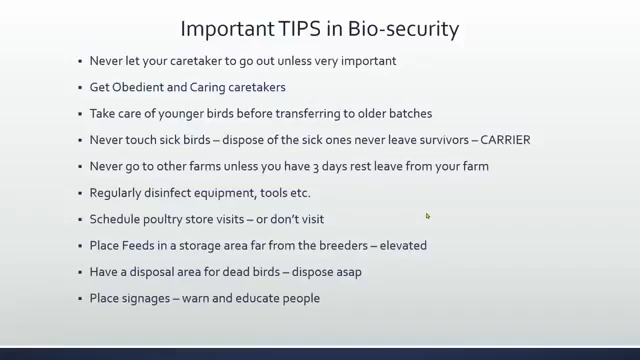 Important TIPS in Bio-security
▪ Never let your caretaker to go out unless very important
▪ Get Obedient and Caring caretakers
▪ Take care of younger birds before transferring to older batches
▪ Never touch sick birds – dispose of the sick ones never leave survivors – CARRIER
▪ Never go to other farms unless you have 3 days rest leave from your farm
▪ Regularly disinfect equipment, tools etc.
▪ Schedule poultry store visits – or don't visit
▪ Place Feeds in a storage area far from the breeders – elevated
▪ Have a disposal area for dead birds – dispose asap
▪ Place signages – warn and educate people